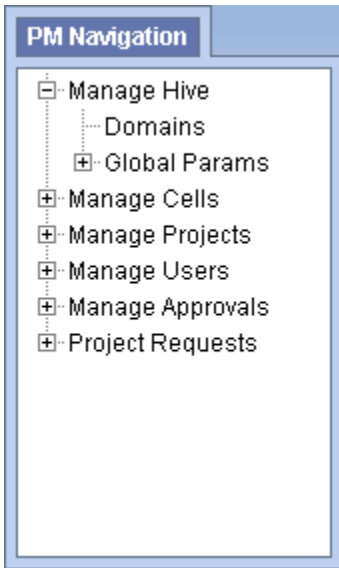 PM Navigation
Manage Hive
Domains
Global Params
Manage Cells
Manage Projects
Manage Users
Manage Approvals
Project Requests